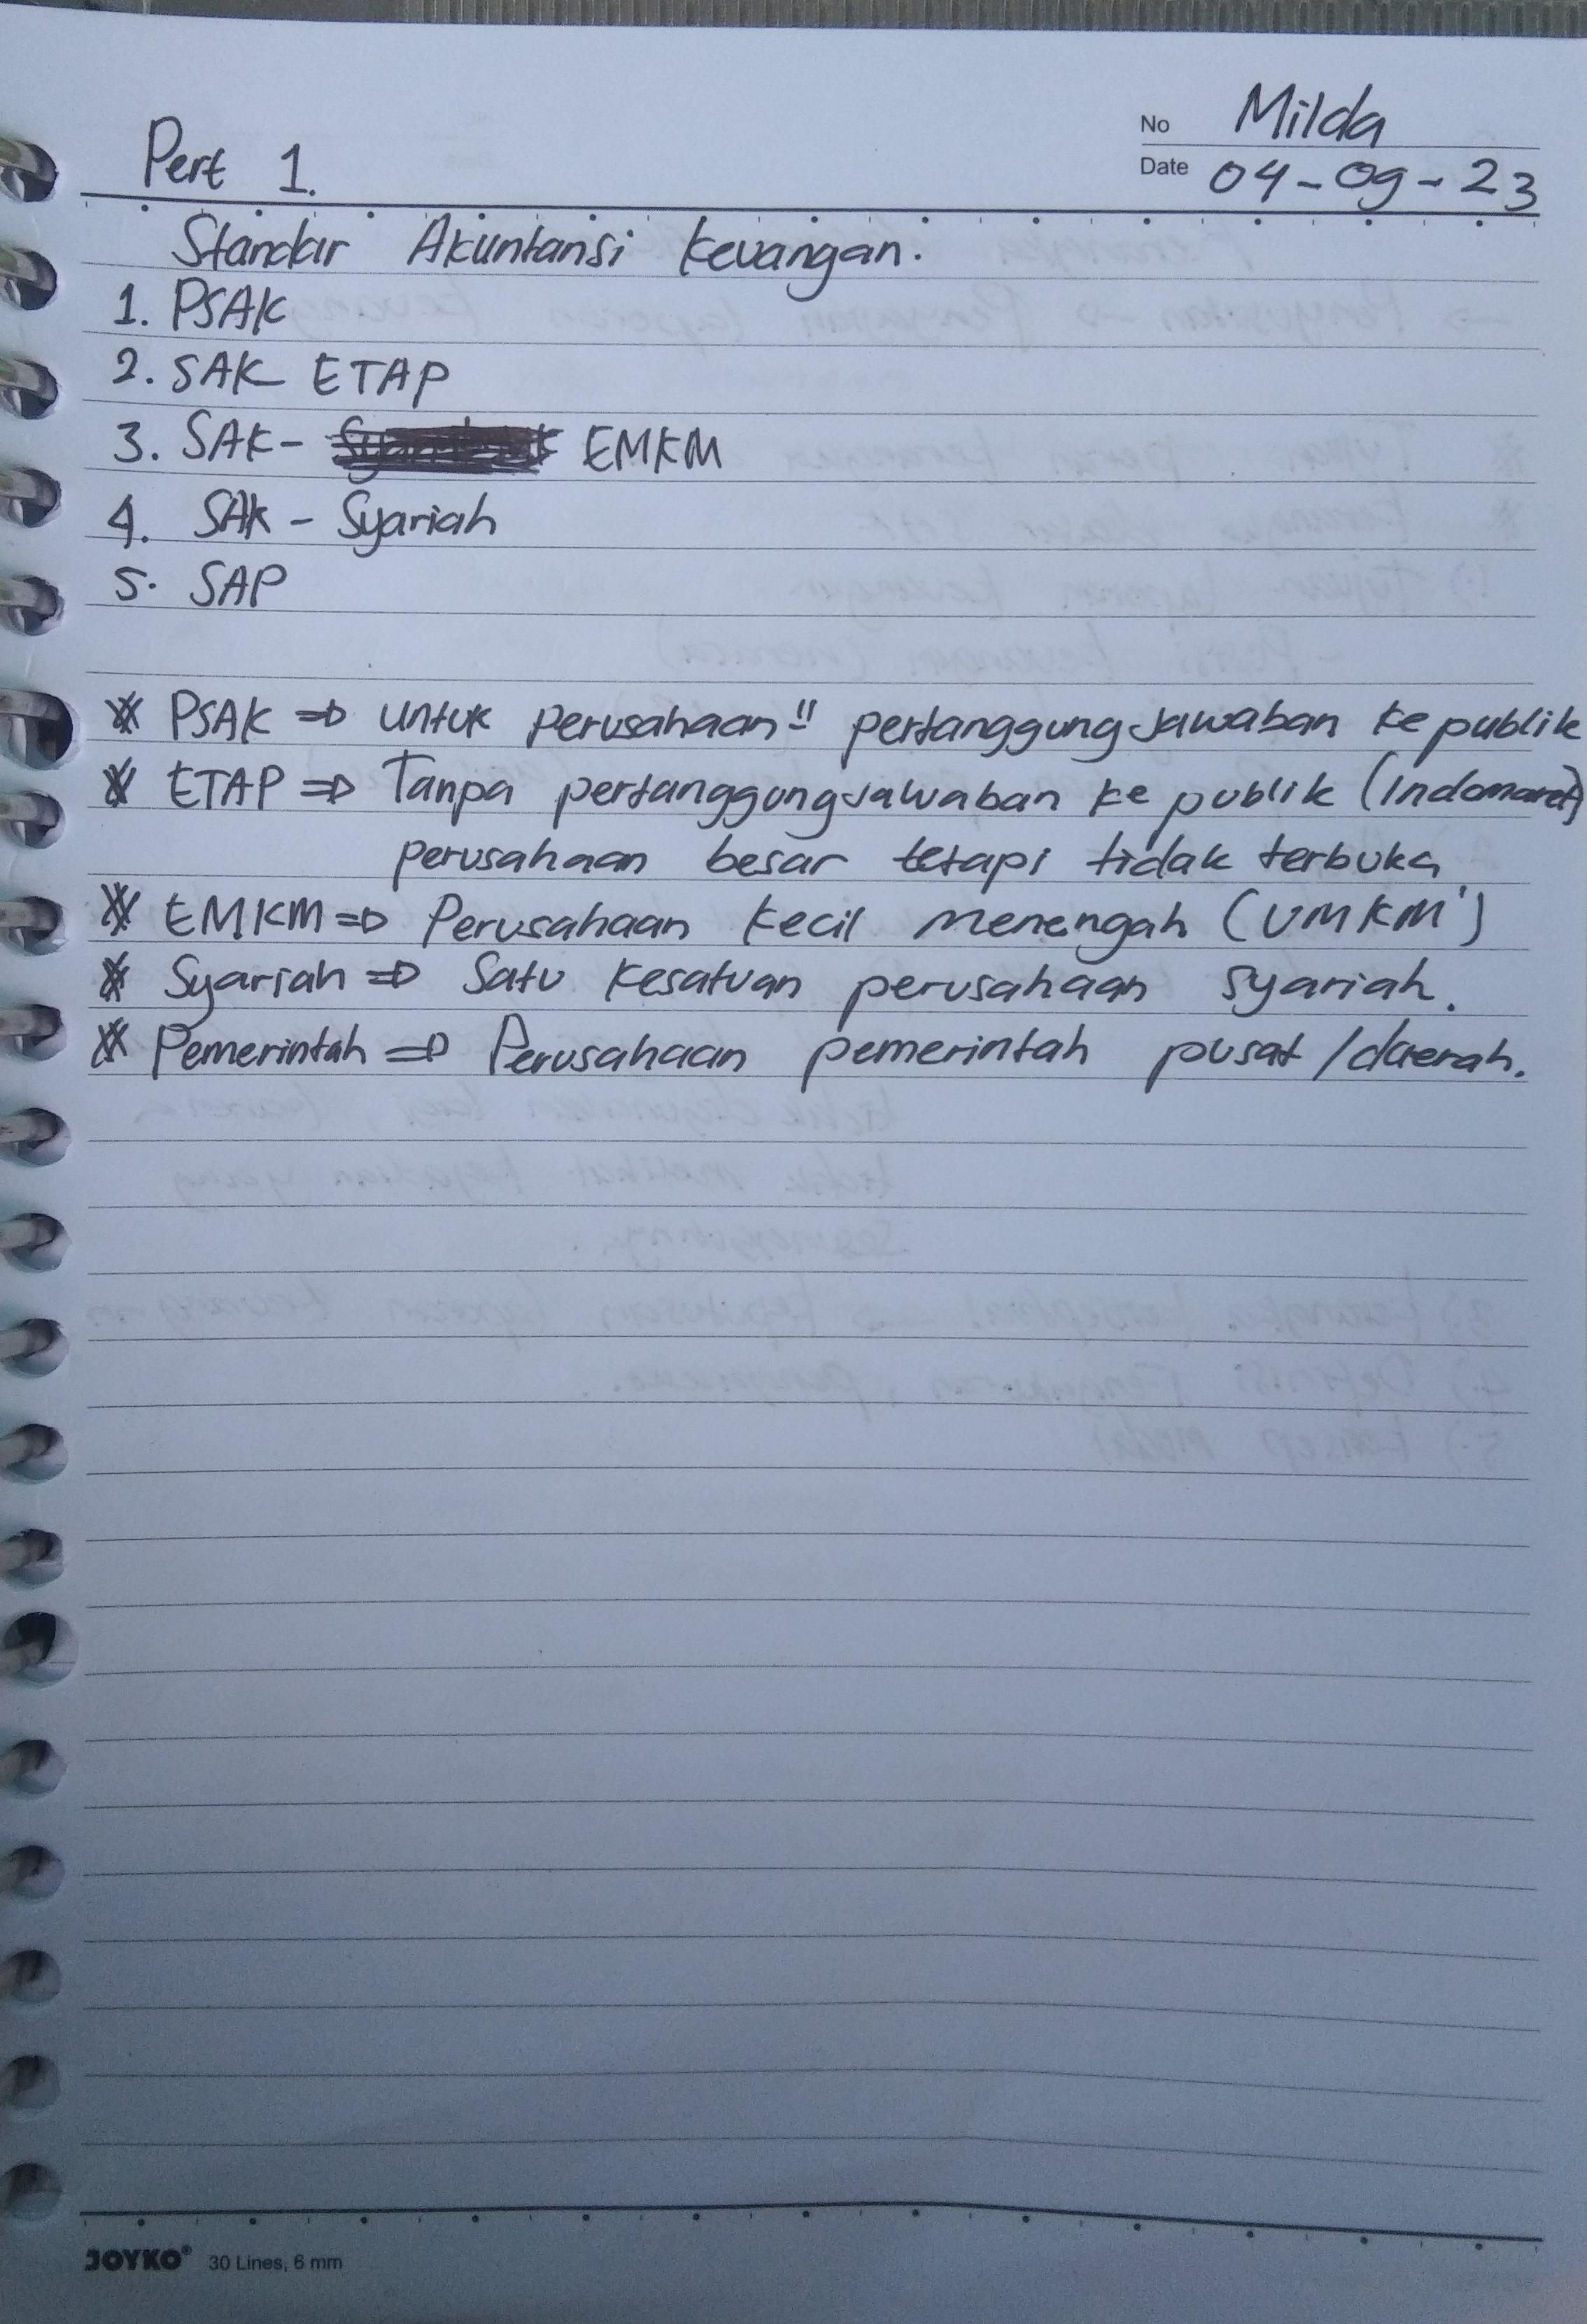 No Milda
Pert 1.
Date 04-09-23
Standar Akuntansi Keuangan.
1. PSAK
2. SAK ETAP
3. SAK- EMKM
4. SAK - Syariah
5. SAP
* PSAK => untuk perusahaan" pertanggungjawaban ke publik
* ETAP => Tanpa pertanggungjawaban ke publik (Indomaret)
perusahaan besar tetapi tidak terbuka
* EMKM => Perusahaan kecil menengah (UMKM')
* Syariah => Satu kesatuan perusahaan syariah.
* Pemerintah => Perusahaan pemerintah pusat /daerah.
JOYKO® 30 Lines, 6 mm